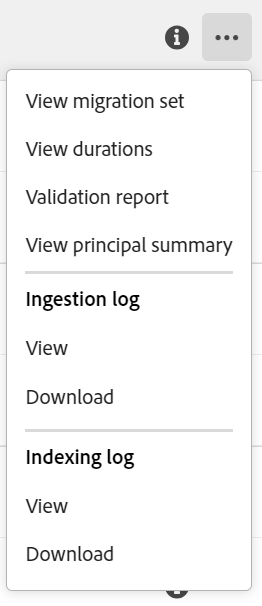 View migration set
View durations
Validation report
View principal summary
Ingestion log
View
Download
Indexing log
View
Download